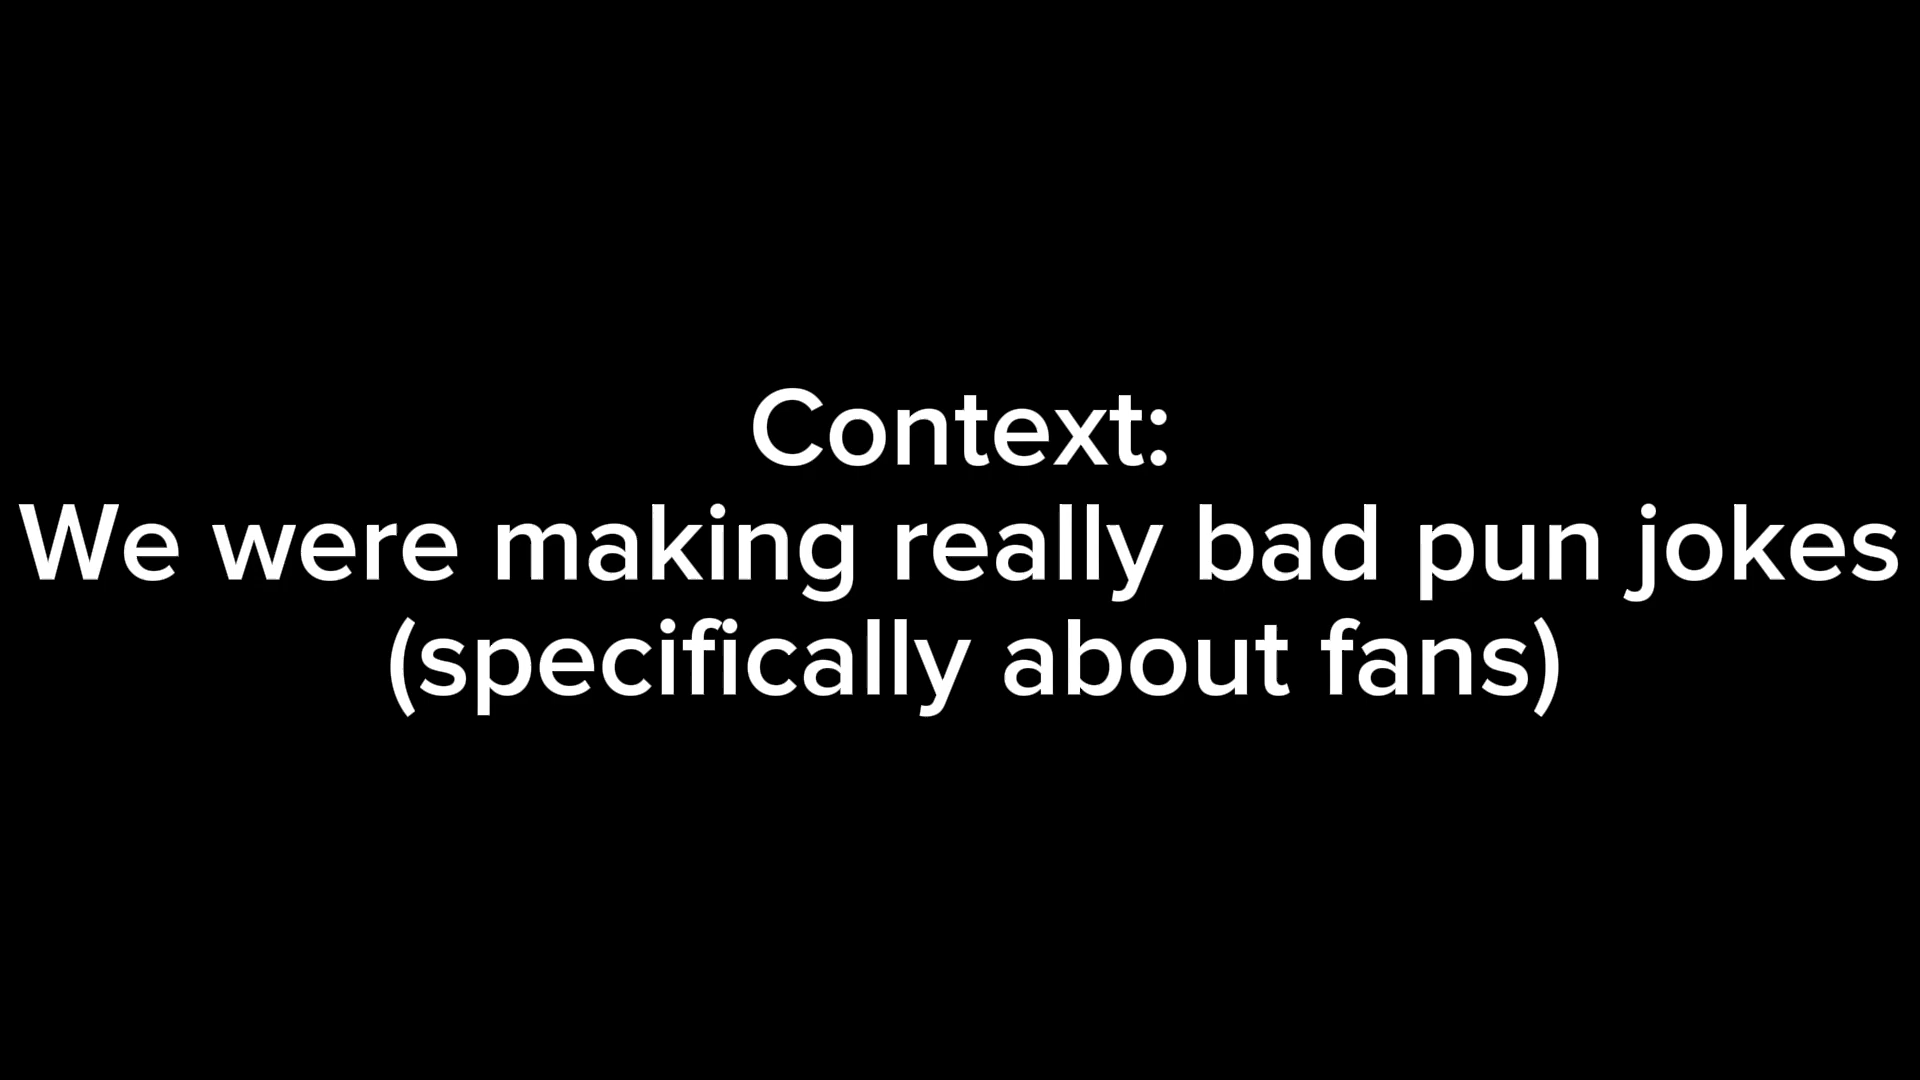 Context:
We were making really bad pun jokes
(specifically about fans)